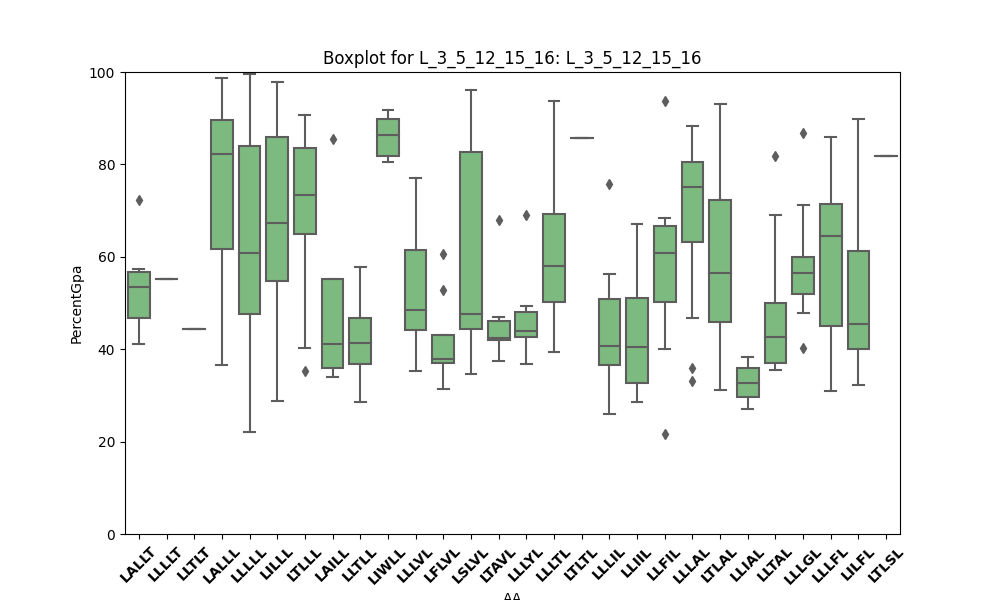 Boxplot for L_3_5_12_15_16: L_3_5_12_15_16
PercentGpa
100
80
60
40
20
0
LALLT LLLLT LLTLT LALLL LLLLL LILLL LTLLL LAILL LLTLL LIWLL LLLVL LFLVL LSLVL LTAVL LLLYL LLLTL LTLTL LLLIL LLIIL LLFIL LLLAL LTLAL LLIAL LLTAL LLLGL LLLFL LILFL LTLSL
AA